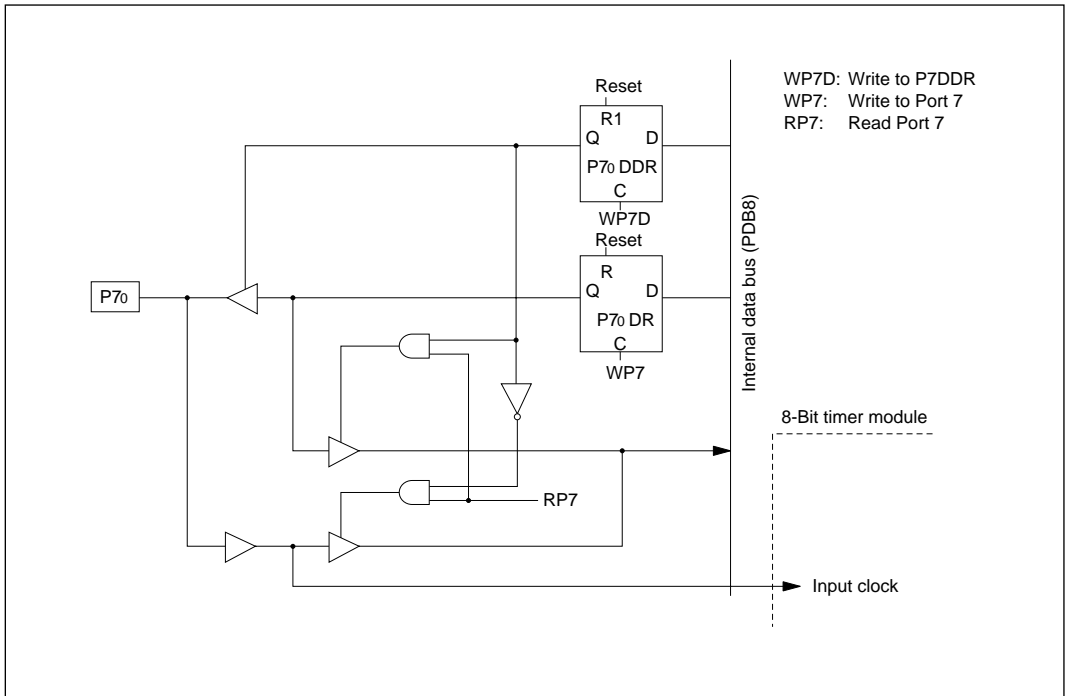 Reset
R1
Q D
P70 DDR
C
WP7D
Reset
R
Q D
P70 DR
C
WP7
P70
RP7
Internal data bus (PDB8)
WP7D: Write to P7DDR
WP7: Write to Port 7
RP7: Read Port 7
8-Bit timer module
Input clock